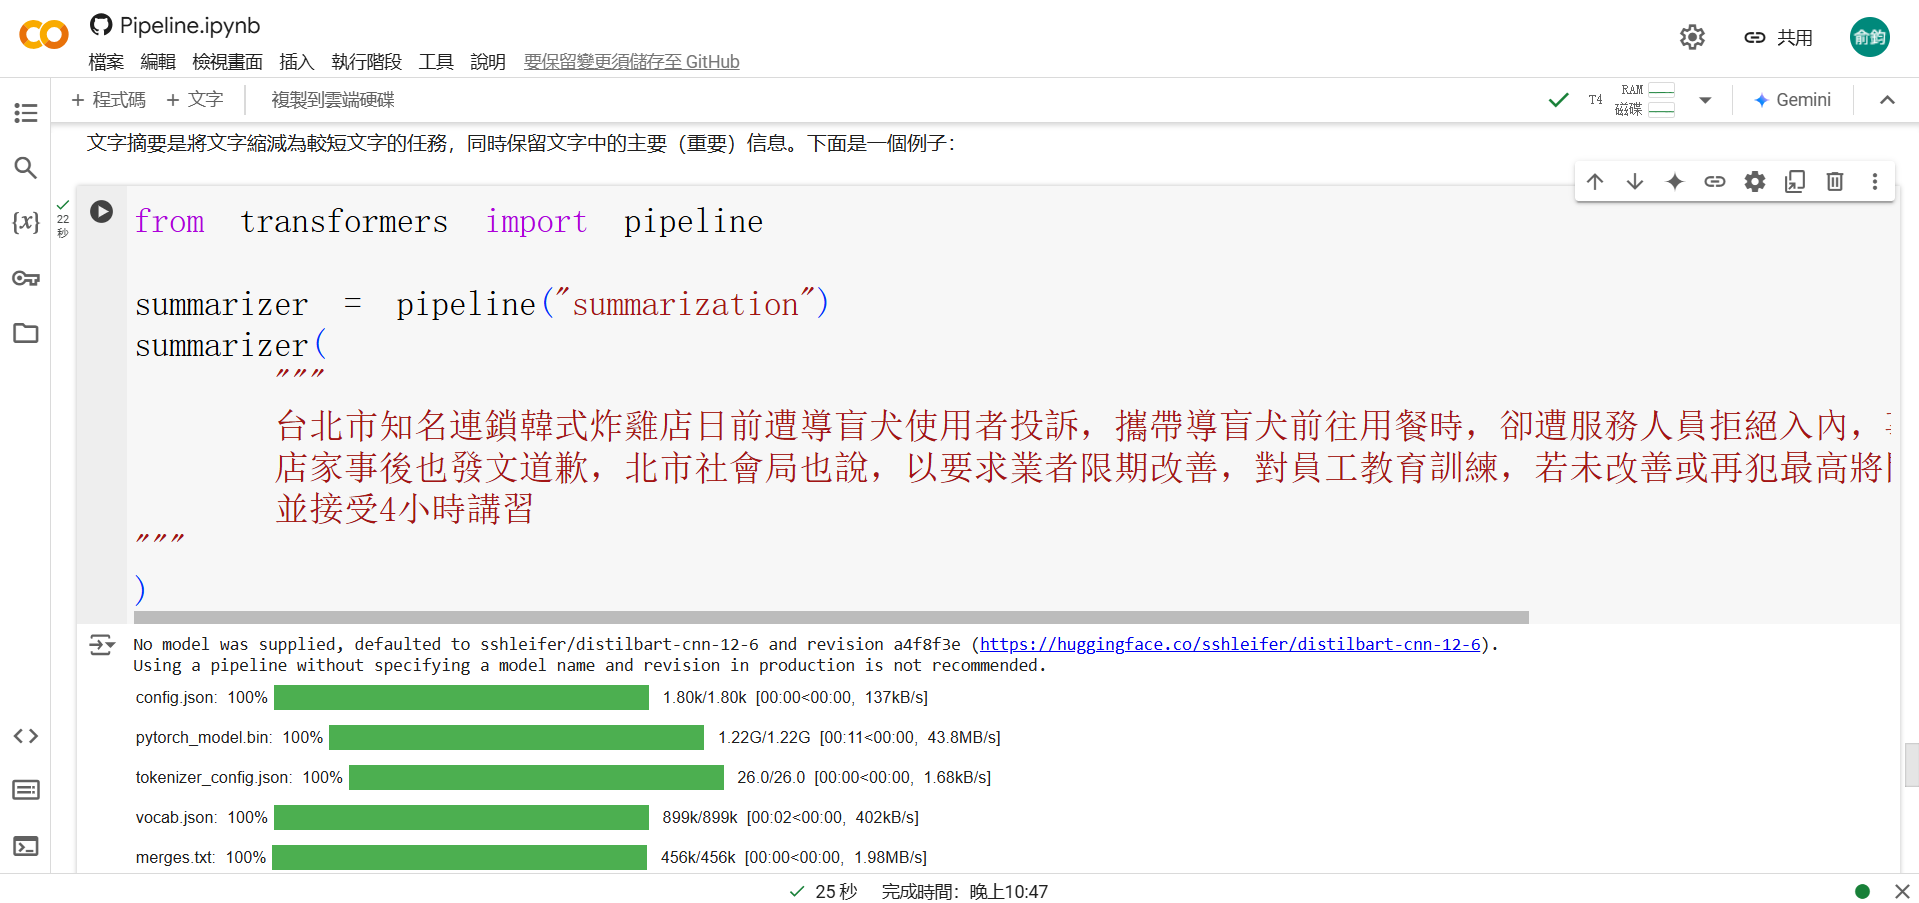 Pipeline.ipynb
檔案 編輯 檢視畫面 插入 執行階段 工具 說明 要保留變更須儲存至 GitHub
共用
俞鈞
+ 程式碼 + 文字 複製到雲端硬碟
T4 RAM
磁碟
Gemini
文字摘要是將文字縮減為較短文字的任務，同時保留文字中的主要（重要）信息。下面是一個例子：
{x}
22
秒
from transformers import pipeline
summarizer = pipeline("summarization")
summarizer(
"""
台北市知名連鎖韓式炸雞店日前遭導盲犬使用者投訴，攜帶導盲犬前往用餐時，卻遭服務人員拒絕入內，
店家事後也發文道歉，北市社會局也說，以要求業者限期改善，對員工教育訓練，若未改善或再犯最高將
並接受4小時講習
"""
)
No model was supplied, defaulted to sshleifer/distilbart-cnn-12-6 and revision a4f8f3e (https://huggingface.co/sshleifer/distilbart-cnn-12-6).
Using a pipeline without specifying a model name and revision in production is not recommended.
config.json: 100% 1.80k/1.80k [00:00<00:00, 137kB/s]
pytorch_model.bin: 100% 1.22G/1.22G [00:11<00:00, 43.8MB/s]
tokenizer_config.json: 100% 26.0/26.0 [00:00<00:00, 1.68kB/s]
vocab.json: 100% 899k/899k [00:02<00:00, 402kB/s]
merges.txt: 100% 456k/456k [00:00<00:00, 1.98MB/s]
25 秒 完成時間：晚上10:47